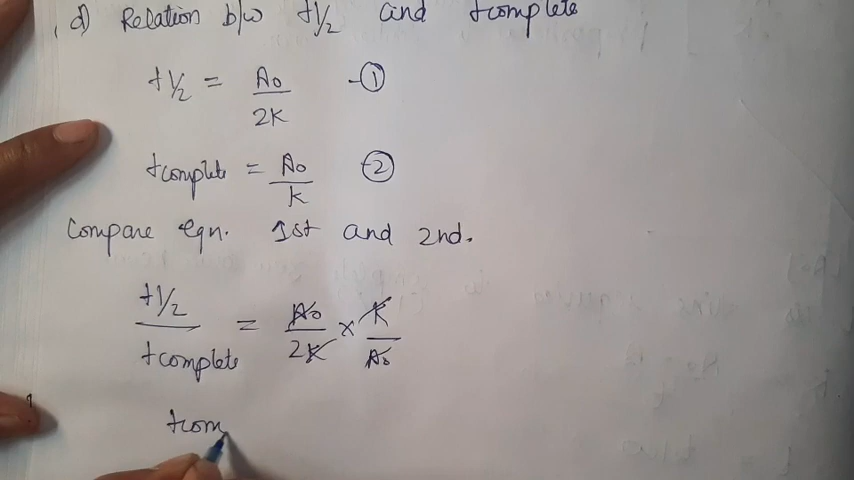 d) Relation b/w t1/2 and tcomplete
t1/2 = A0/2K -①
tcomplete = A0/K -②
Compare eqn. 1st and 2nd.
t1/2/tcomplete = A0/2K × K/A0
tcom